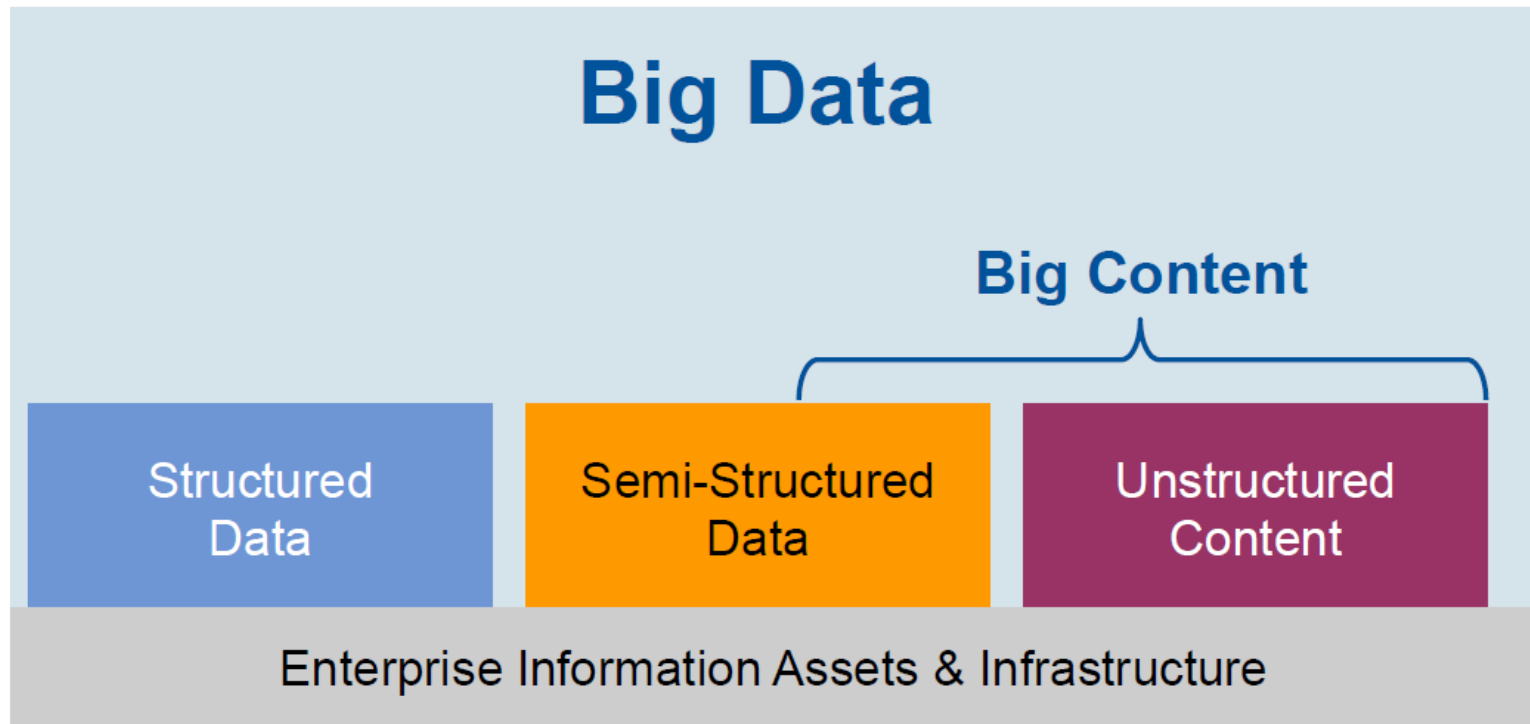 Big Data
Big Content
Structured
Data
Semi-Structured
Data
Unstructured
Content
Enterprise Information Assets & Infrastructure